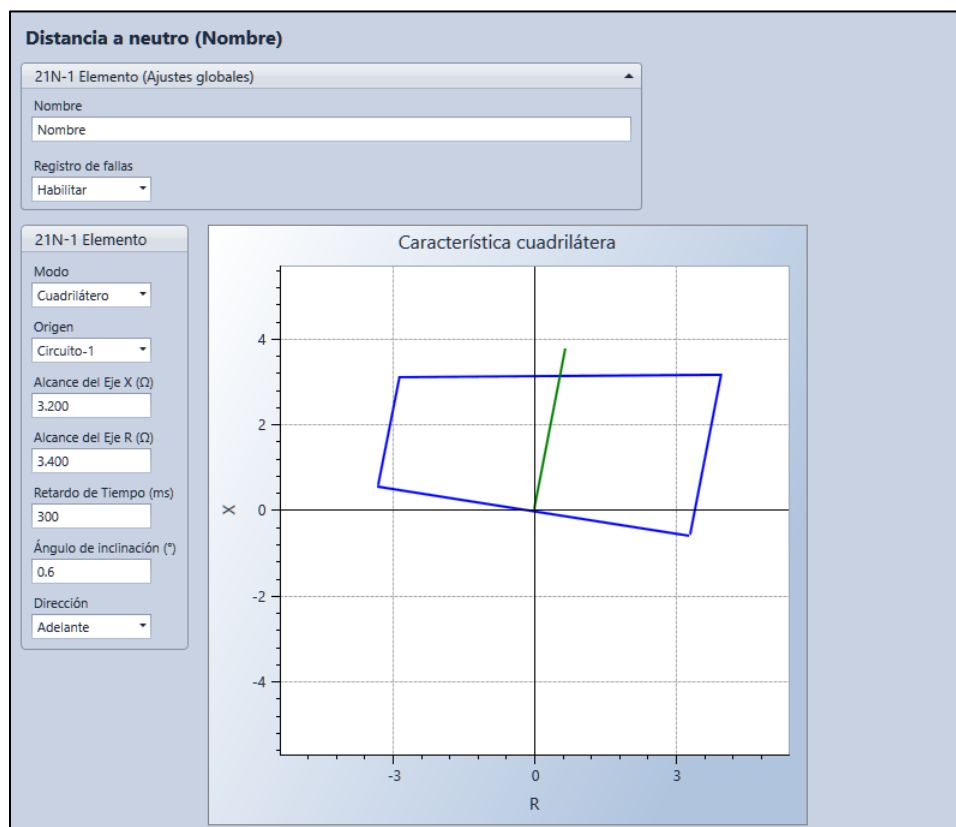 Distancia a neutro (Nombre)
21N-1 Elemento (Ajustes globales)
Nombre
Nombre
Registro de fallas
Habilitar
21N-1 Elemento
Modo
Cuadrilátero
Origen
Circuito-1
Alcance del Eje X (Ω)
3.200
Alcance del Eje R (Ω)
3.400
Retardo de Tiempo (ms)
300
Ángulo de inclinación (°)
0.6
Dirección
Adelante
Característica cuadrilátera
4
2
0
-2
-4
X
-3
0
3
R